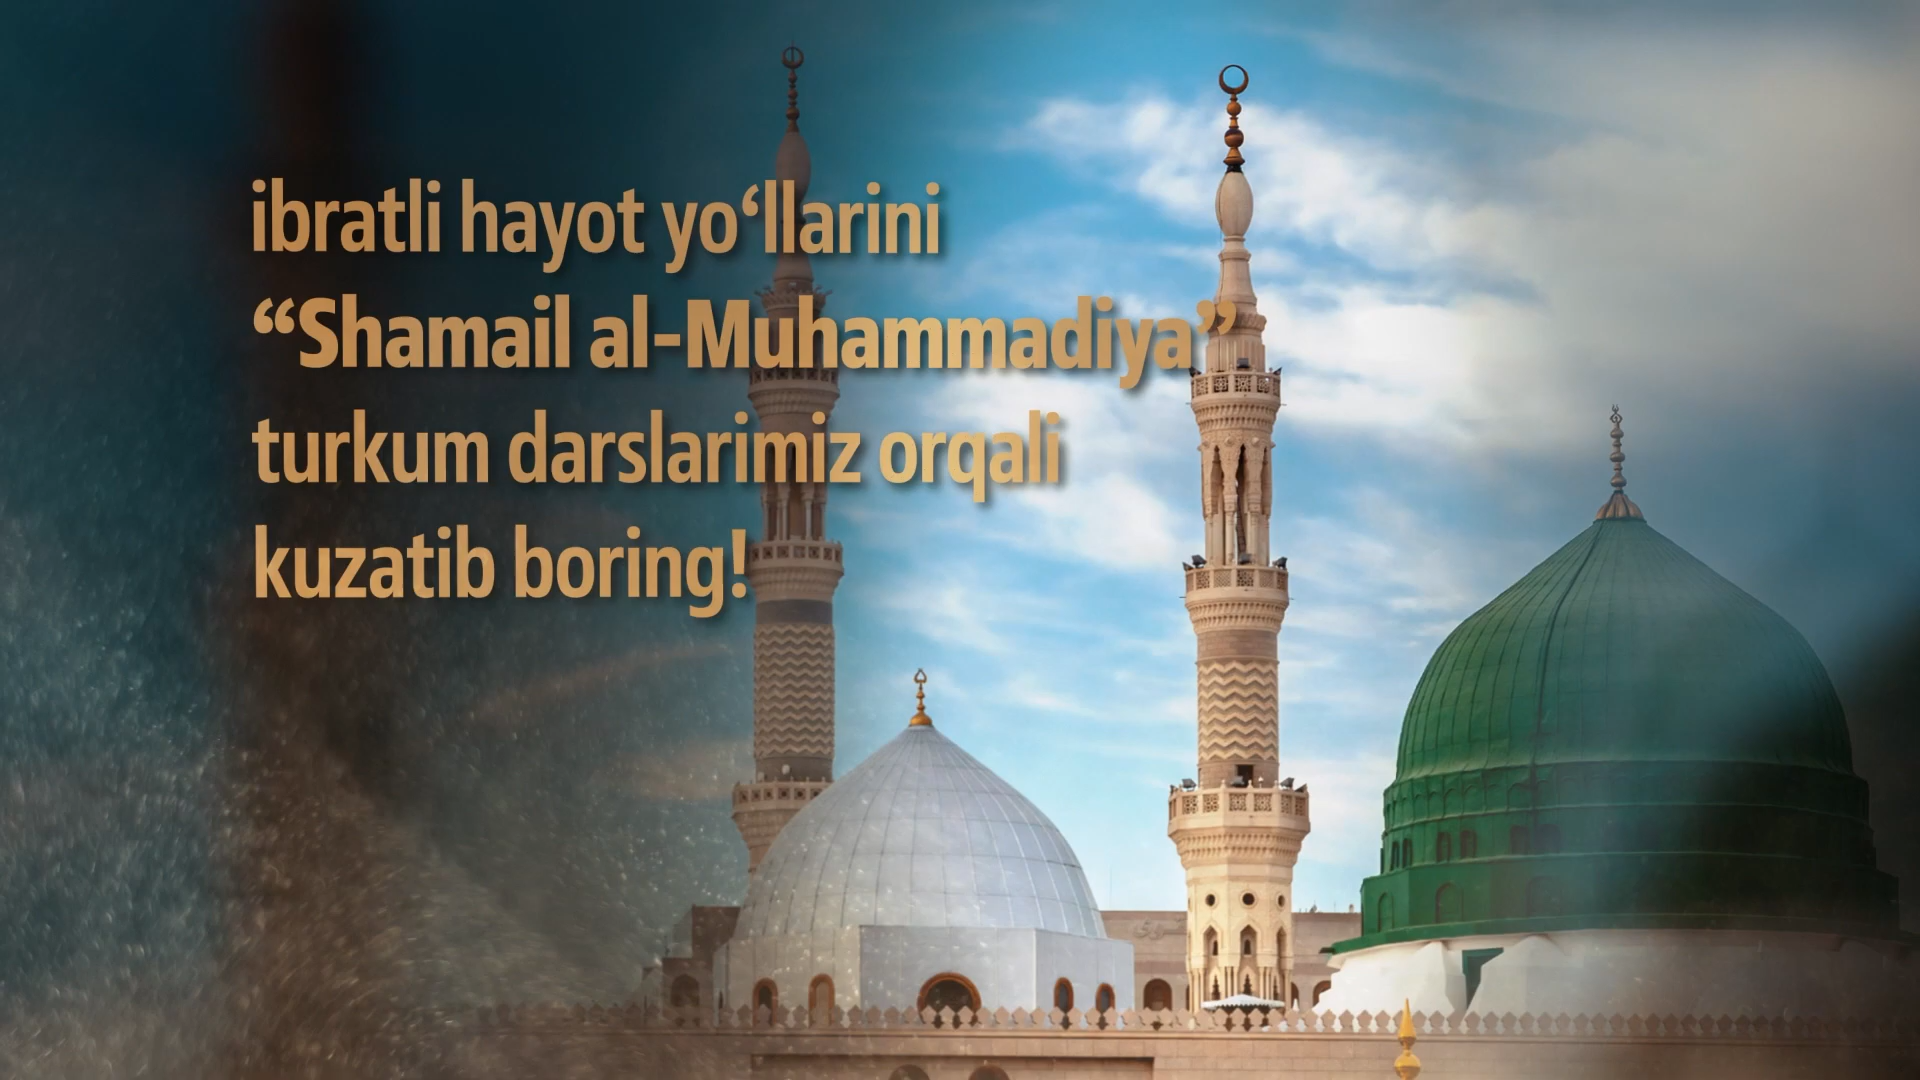 ibratli hayot yo‘llarini
“Shamail al-Muhammadiya”
turkum darslarimiz orqali
kuzatib boring!